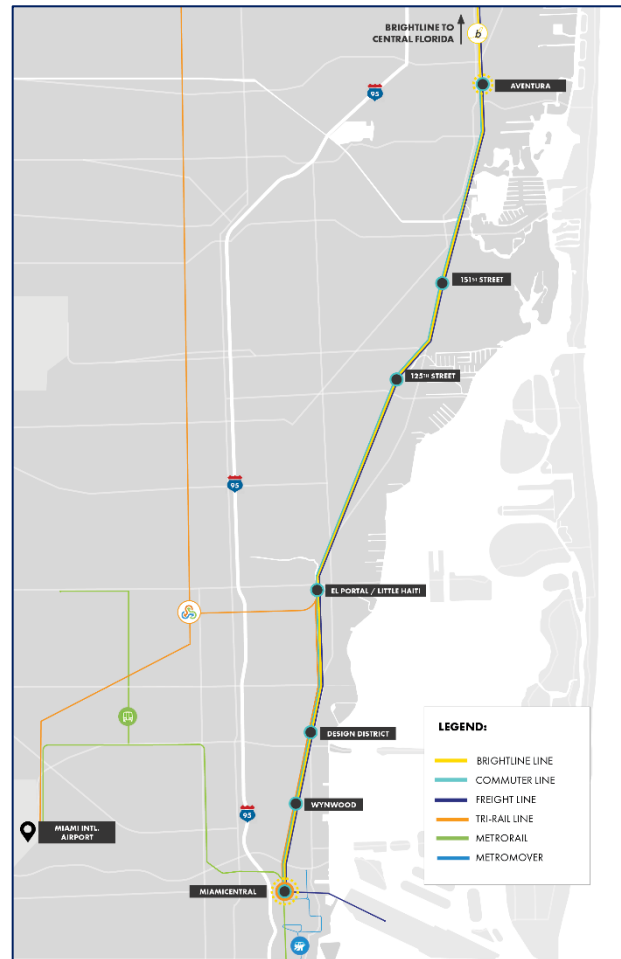 BRIGHTLINE TO
CENTRAL FLORIDA
b
AVENTURA
95
151ST STREET
125TH STREET
95
EL PORTAL / LITTLE HAITI
DESIGN DISTRICT
WYNWOOD
95
MIAMI INTL.
AIRPORT
MIAMICENTRAL
LEGEND:
BRIGHTLINE LINE
COMMUTER LINE
FREIGHT LINE
TRI-RAIL LINE
METRORAIL
METROMOVER